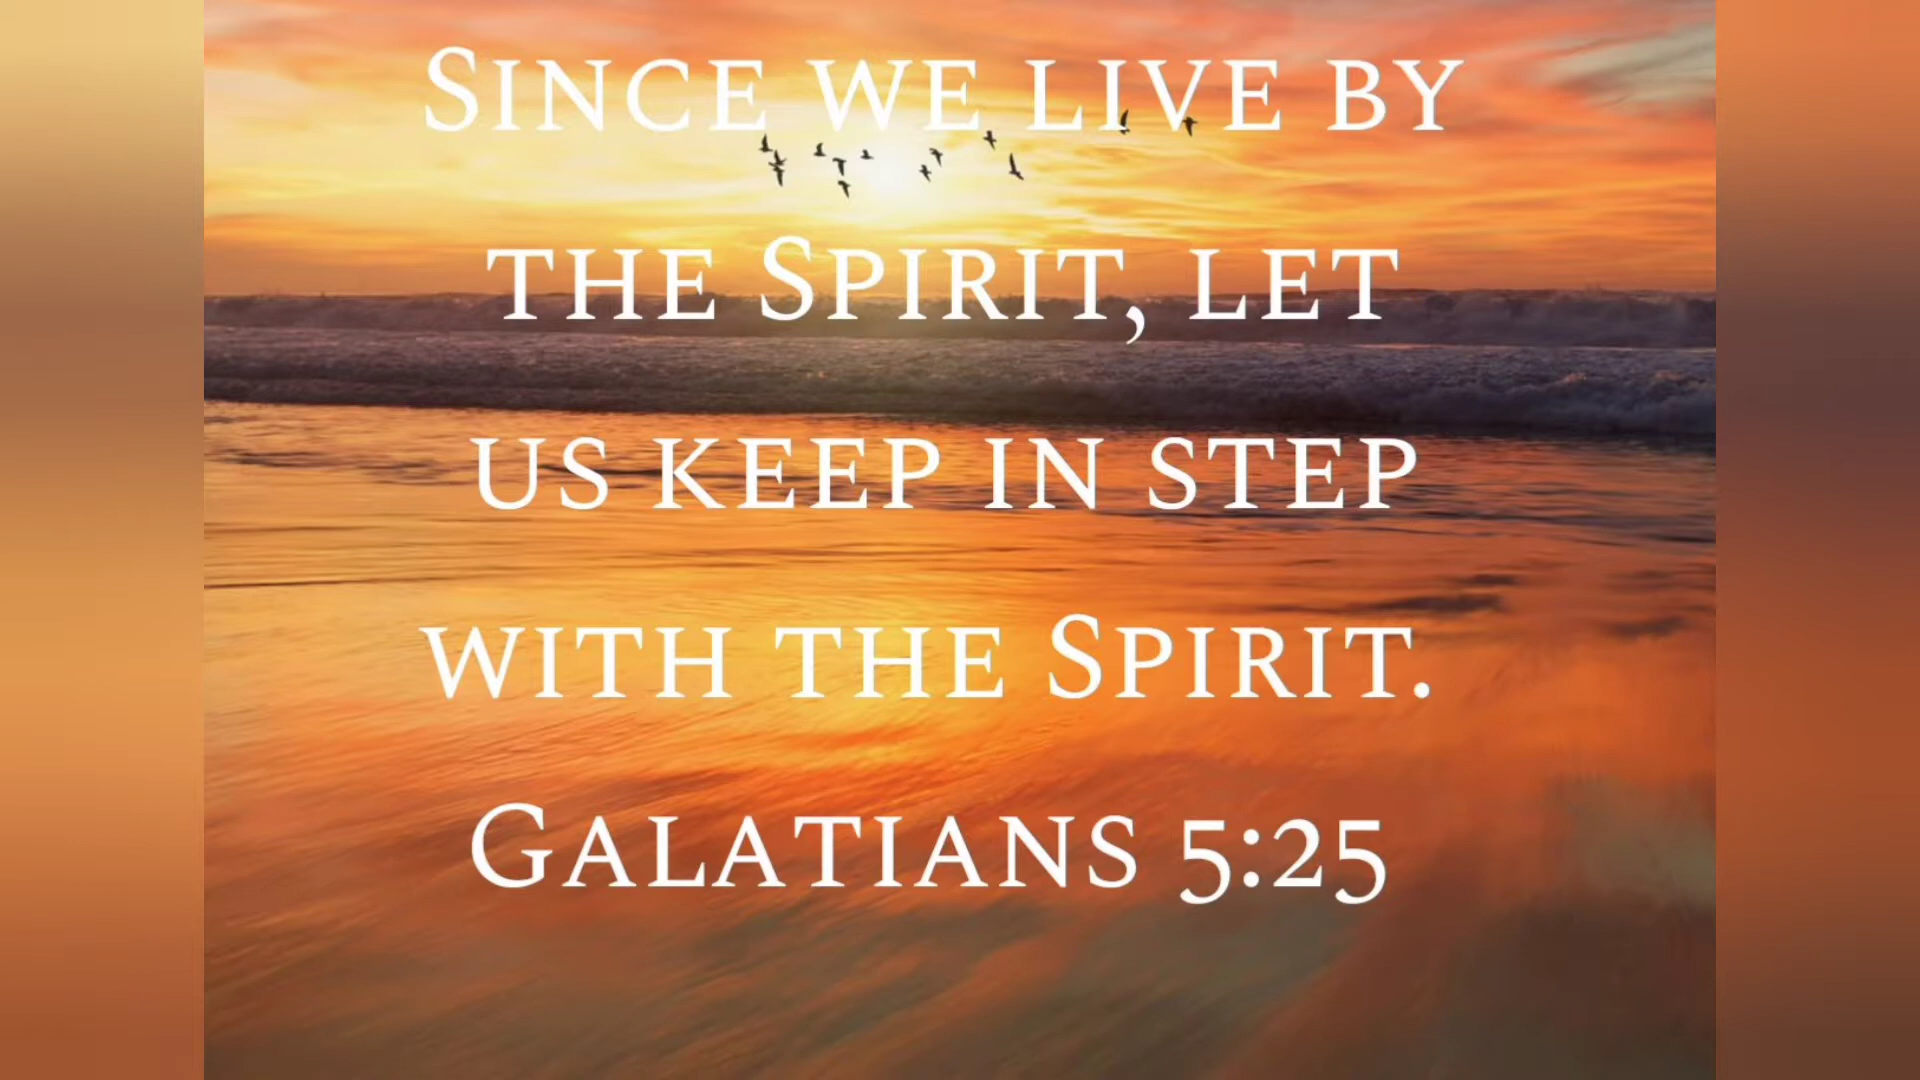 Since we live by
the Spirit, let
us keep in step
with the Spirit.
Galatians 5:25